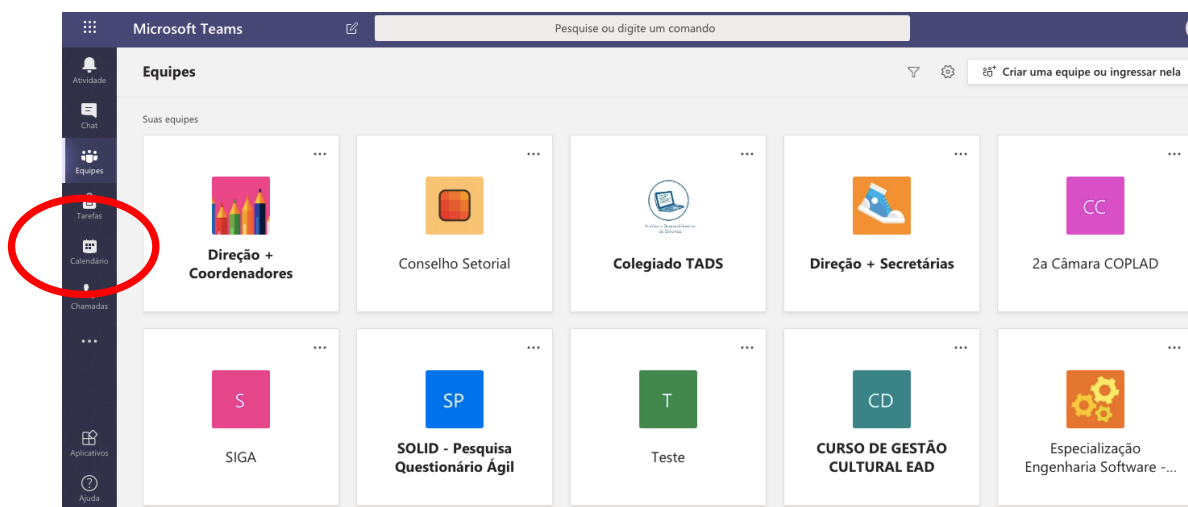 Microsoft Teams
Pesquise ou digite um comando
Atividade
Chat
Equipes
Tarefas
Calendário
Chamadas
Aplicativos
Ajuda
Equipes
Criar uma equipe ou ingressar nela
Suas equipes
Direção +
Coordenadores
Conselho Setorial
Colegiado TADS
Direção + Secretárias
CC
2a Câmara COPLAD
S
SIGA
SP
SOLID - Pesquisa
Questionário Ágil
T
Teste
CD
CURSO DE GESTÃO
CULTURAL EAD
Especialização
Engenharia Software -...